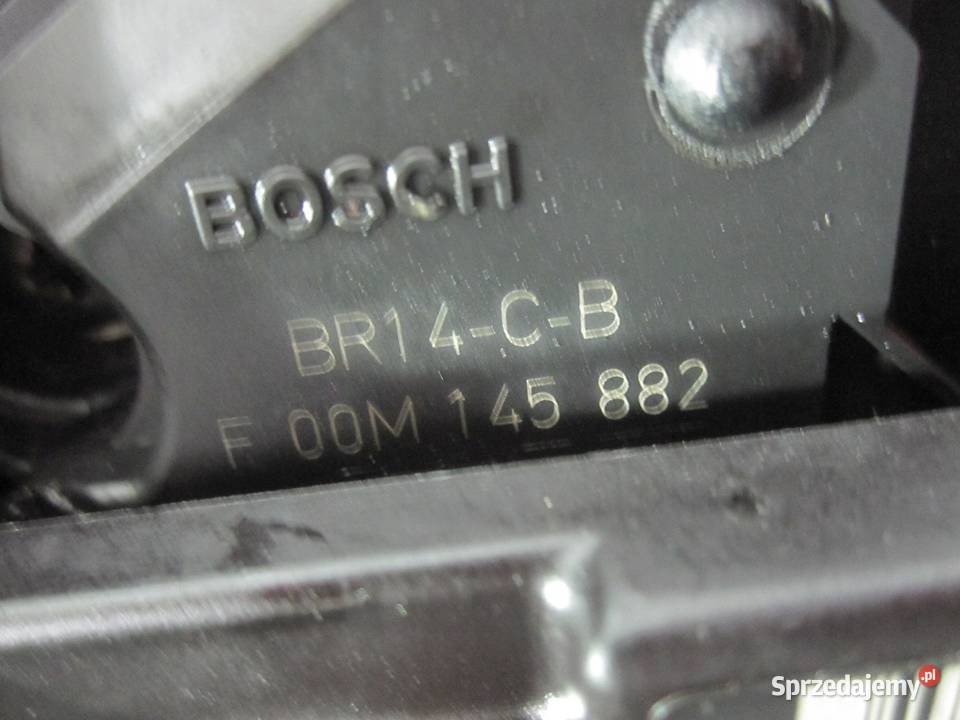 BOSCH
BR14-C-B
F 00M 145 882
Sprzedajemy.pl